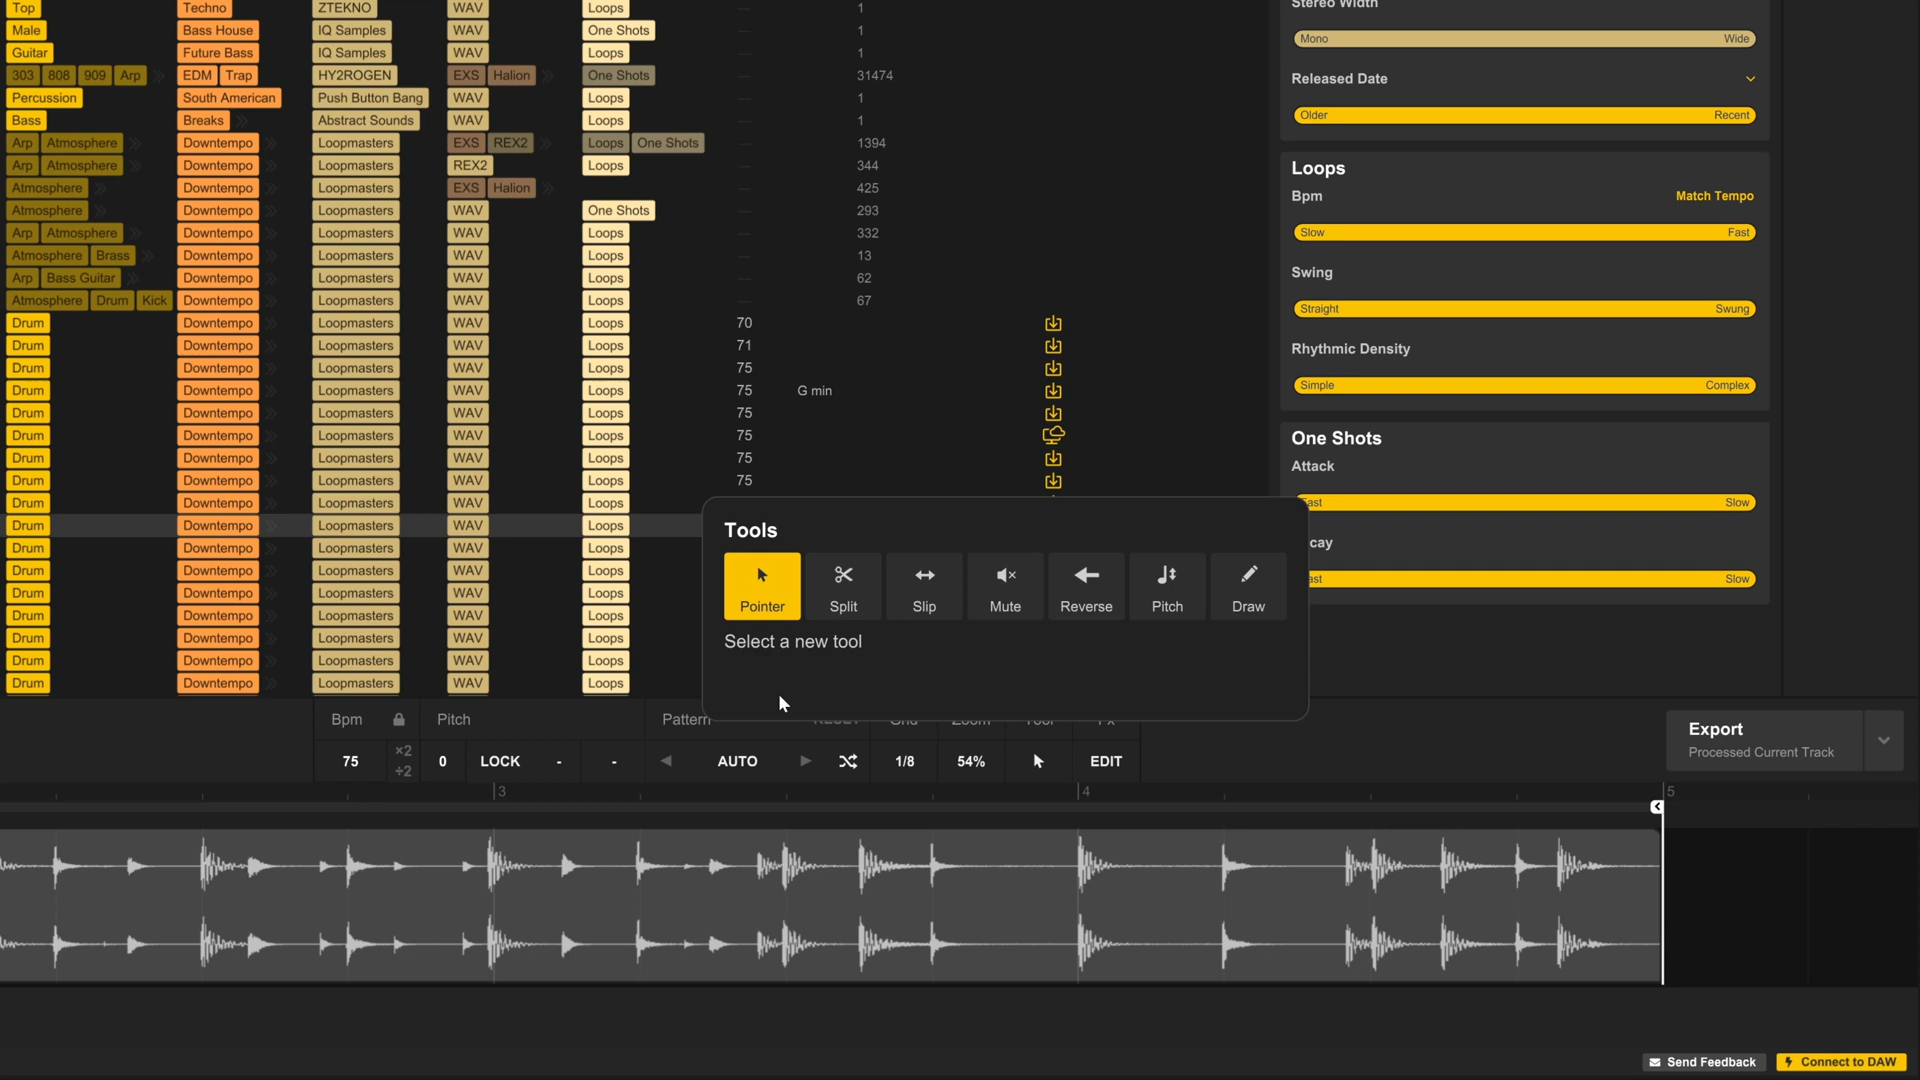 Top Techno ZTEKNO WAV Loops 1
Male Bass House IQ Samples WAV One Shots 1
Guitar Future Bass IQ Samples WAV Loops 1
303 808 909 Arp EDM Trap HY2ROGEN EXS Halion One Shots 31474
Percussion South American Push Button Bang WAV Loops 1
Bass Breaks Abstract Sounds WAV Loops 1
Arp Atmosphere Downtempo Loopmasters EXS REX2 Loops One Shots 1394
Arp Atmosphere Downtempo Loopmasters REX2 Loops 344
Atmosphere Downtempo Loopmasters EXS Halion 425
Atmosphere Downtempo Loopmasters WAV One Shots 293
Arp Atmosphere Downtempo Loopmasters WAV Loops 332
Atmosphere Brass Downtempo Loopmasters WAV Loops 13
Arp Bass Guitar Downtempo Loopmasters WAV Loops 62
Atmosphere Drum Kick Downtempo Loopmasters WAV Loops 67
Drum Downtempo Loopmasters WAV Loops 70
Drum Downtempo Loopmasters WAV Loops 71
Drum Downtempo Loopmasters WAV Loops 75
Drum Downtempo Loopmasters WAV Loops 75 G min
Drum Downtempo Loopmasters WAV Loops 75
Drum Downtempo Loopmasters WAV Loops 75
Drum Downtempo Loopmasters WAV Loops 75
Drum Downtempo Loopmasters WAV Loops 75
Drum Downtempo Loopmasters WAV Loops
Drum Downtempo Loopmasters WAV Loops
Drum Downtempo Loopmasters WAV Loops
Drum Downtempo Loopmasters WAV Loops
Drum Downtempo Loopmasters WAV Loops
Drum Downtempo Loopmasters WAV Loops
Drum Downtempo Loopmasters WAV Loops
Drum Downtempo Loopmasters WAV Loops
Drum Downtempo Loopmasters WAV Loops
Stereo Width
Mono Wide
Released Date
Older Recent
Loops
Bpm Match Tempo
Slow Fast
Swing
Straight Swung
Rhythmic Density
Simple Complex
One Shots
Attack
ast Slow
cay
ast Slow
Tools
Pointer Split Slip Mute Reverse Pitch Draw
Select a new tool
Bpm Pitch Pattern RESET Grid Zoom Tool Fx
75 ×2 ÷2 0 LOCK - - AUTO 1/8 54% EDIT
Export
Processed Current Track
3 4 5
Send Feedback Connect to DAW